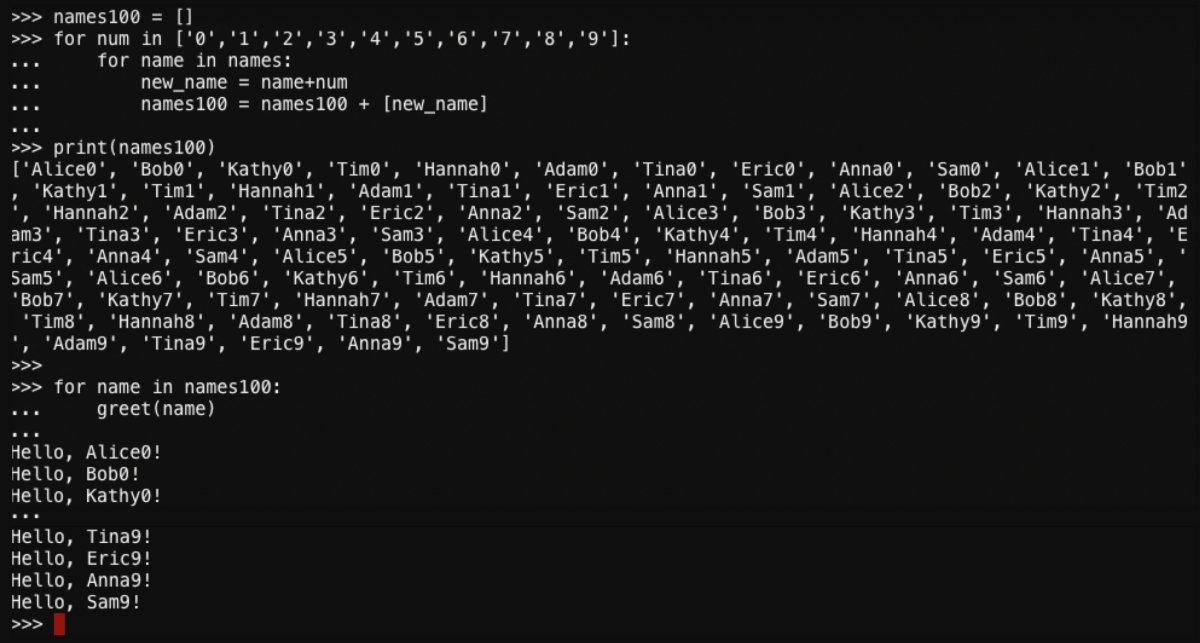 >>> names100 = []
>>> for num in ['0','1','2','3','4','5','6','7','8','9']:
...     for name in names:
...         new_name = name+num
...         names100 = names100 + [new_name]
...
>>> print(names100)
['Alice0', 'Bob0', 'Kathy0', 'Tim0', 'Hannah0', 'Adam0', 'Tina0', 'Eric0', 'Anna0', 'Sam0', 'Alice1', 'Bob1'
, 'Kathy1', 'Tim1', 'Hannah1', 'Adam1', 'Tina1', 'Eric1', 'Anna1', 'Sam1', 'Alice2', 'Bob2', 'Kathy2', 'Tim2
', 'Hannah2', 'Adam2', 'Tina2', 'Eric2', 'Anna2', 'Sam2', 'Alice3', 'Bob3', 'Kathy3', 'Tim3', 'Hannah3', 'Ad
am3', 'Tina3', 'Eric3', 'Anna3', 'Sam3', 'Alice4', 'Bob4', 'Kathy4', 'Tim4', 'Hannah4', 'Adam4', 'Tina4', 'E
ric4', 'Anna4', 'Sam4', 'Alice5', 'Bob5', 'Kathy5', 'Tim5', 'Hannah5', 'Adam5', 'Tina5', 'Eric5', 'Anna5', '
Sam5', 'Alice6', 'Bob6', 'Kathy6', 'Tim6', 'Hannah6', 'Adam6', 'Tina6', 'Eric6', 'Anna6', 'Sam6', 'Alice7',
'Bob7', 'Kathy7', 'Tim7', 'Hannah7', 'Adam7', 'Tina7', 'Eric7', 'Anna7', 'Sam7', 'Alice8', 'Bob8', 'Kathy8',
 'Tim8', 'Hannah8', 'Adam8', 'Tina8', 'Eric8', 'Anna8', 'Sam8', 'Alice9', 'Bob9', 'Kathy9', 'Tim9', 'Hannah9
', 'Adam9', 'Tina9', 'Eric9', 'Anna9', 'Sam9']
>>>
>>> for name in names100:
...     greet(name)
...
Hello, Alice0!
Hello, Bob0!
Hello, Kathy0!
...
Hello, Tina9!
Hello, Eric9!
Hello, Anna9!
Hello, Sam9!
>>>